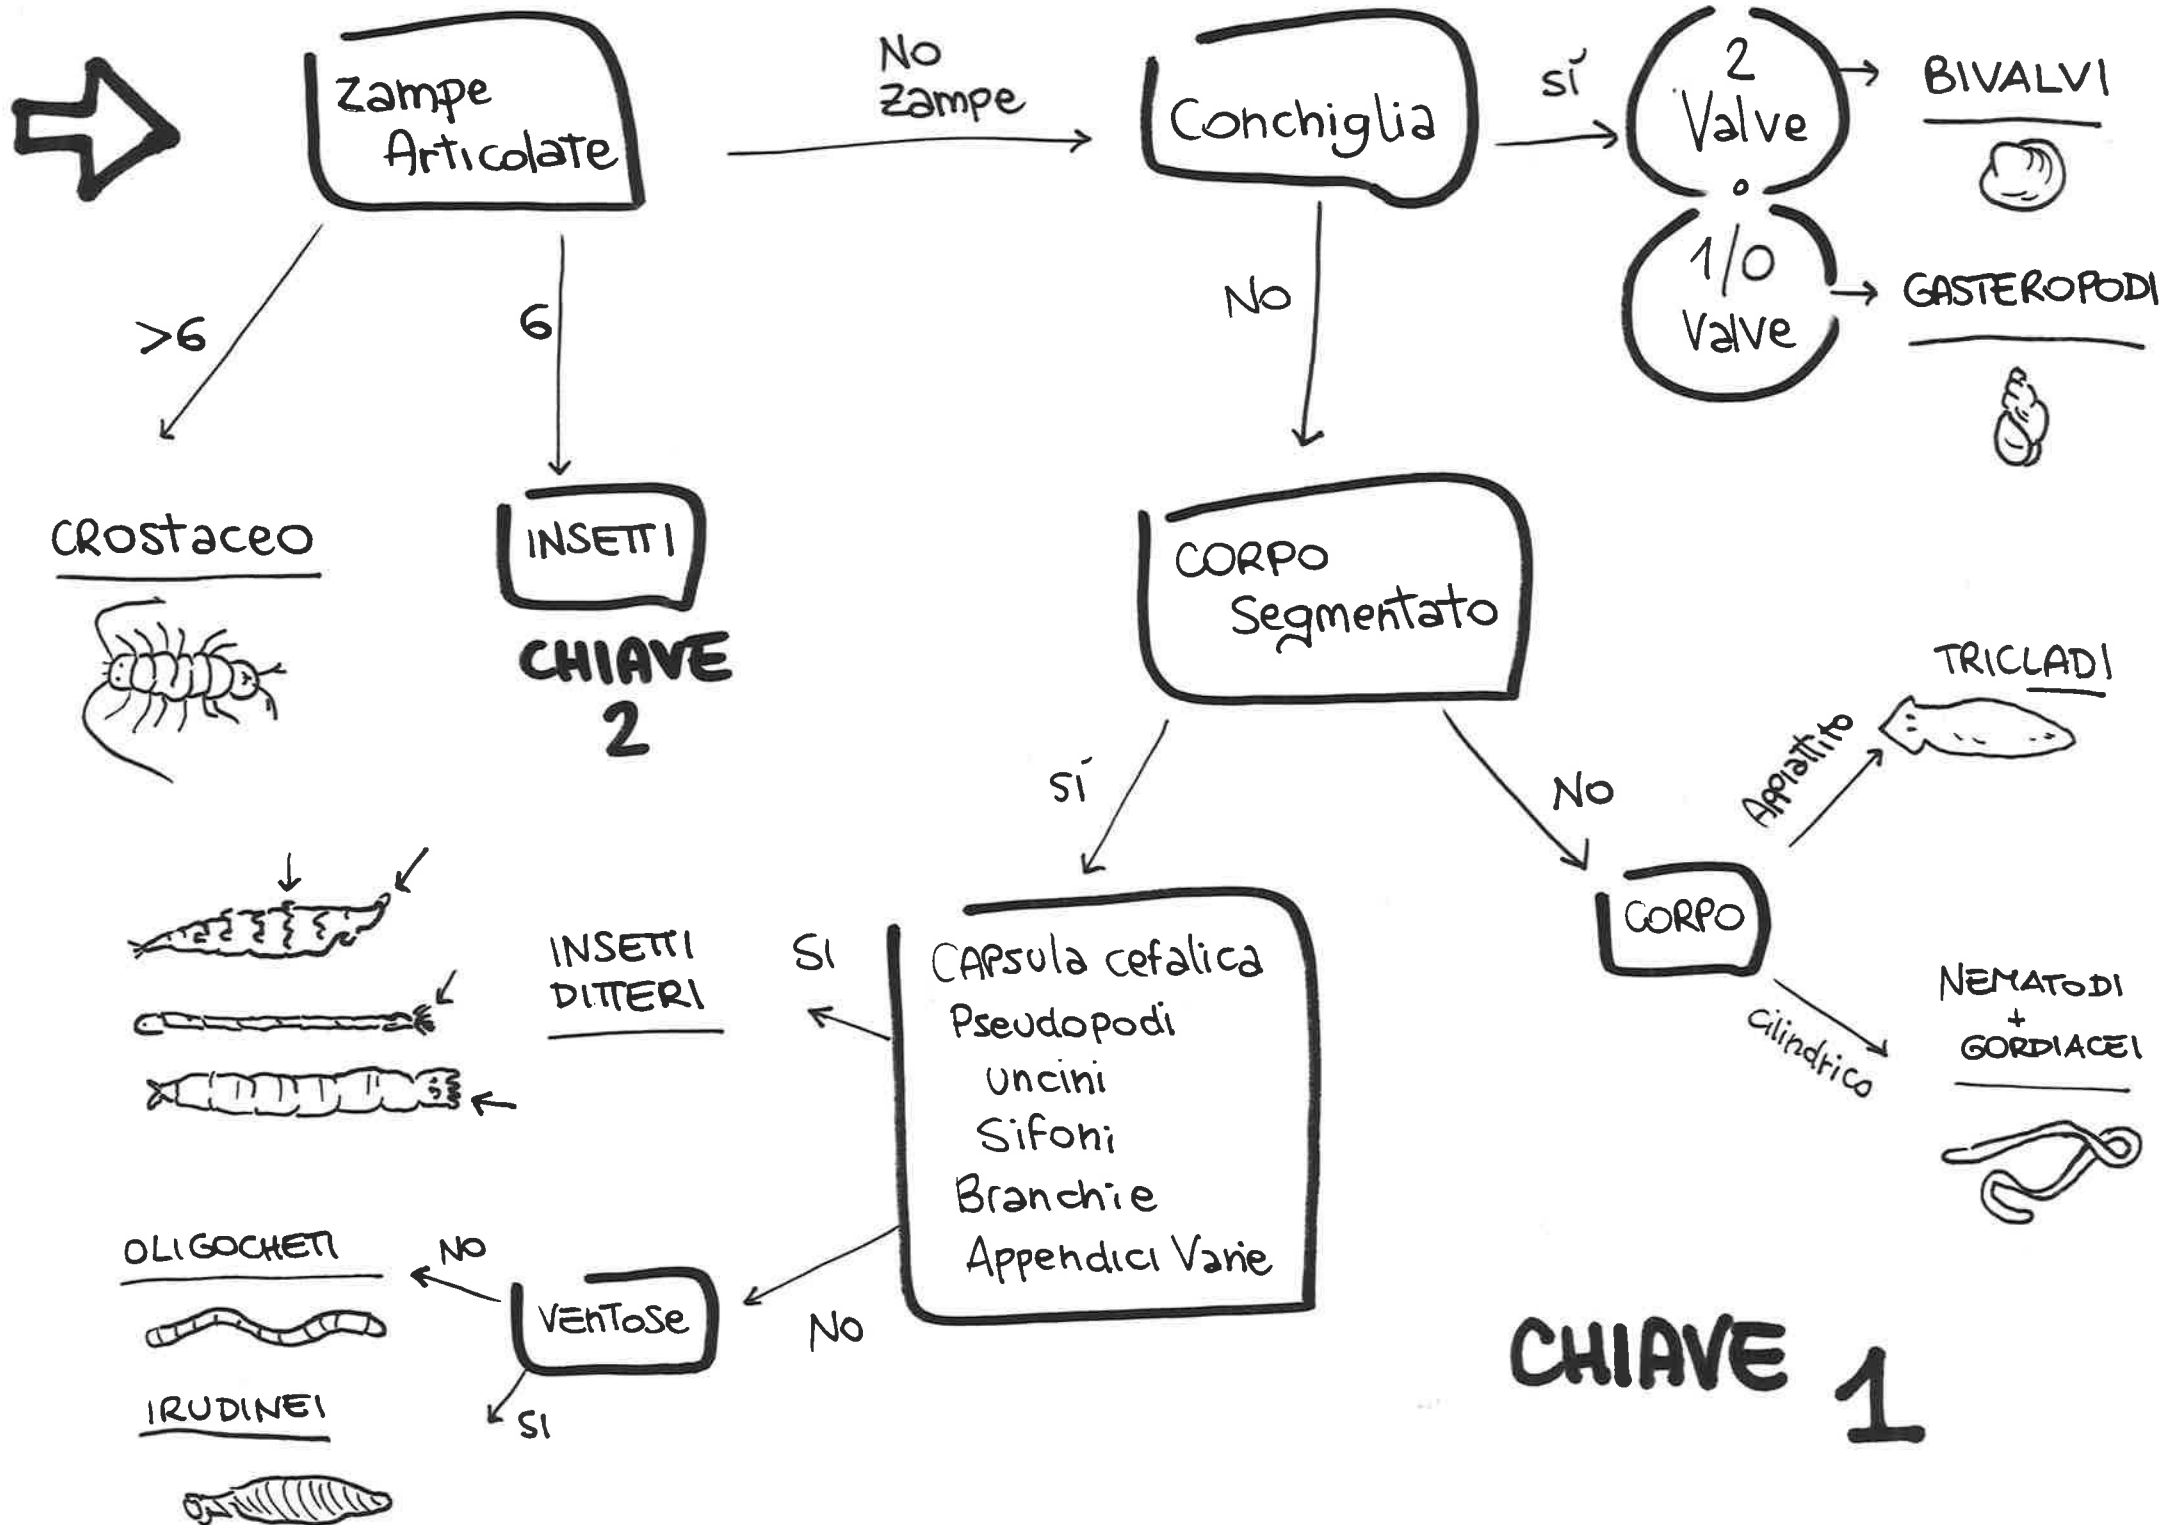 Zampe
Articolate
No
Zampe
Conchiglia
sí
2
Valve
o
1/0
Valve
BIVALVI
GASTEROPODI
>6
6
No
CROSTACEO
INSETTI
CHIAVE
2
CORPO
Segmentato
sí
No
Appiattito
TRICLADI
CORPO
Cilindrico
NEMATODI
+
GORDIACEI
CAPsula cefalica
Pseudopodi
uncini
Sifoni
Branchie
Appendici Varie
SI
INSETTI
DITTERI
NO
VENTOSE
NO
OLIGOCHETI
SI
IRUDINEI
CHIAVE 1